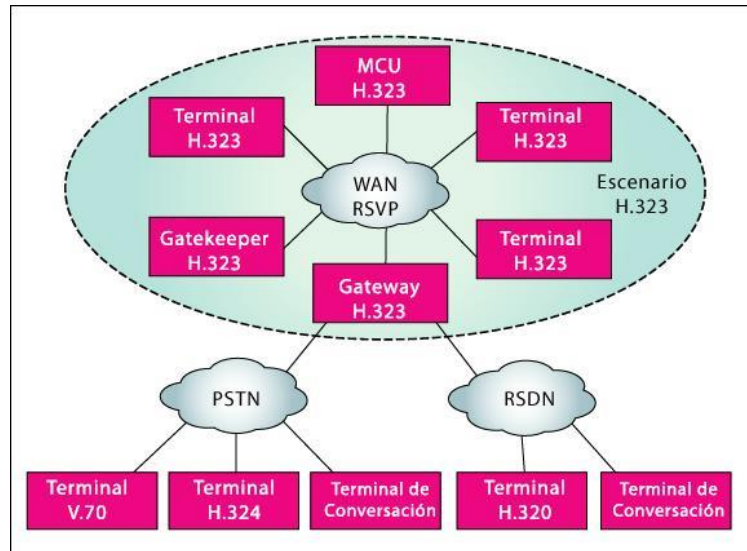 MCU
H.323
Terminal
H.323
Terminal
H.323
WAN
RSVP
Escenario
H.323
Gatekeeper
H.323
Terminal
H.323
Gateway
H.323
PSTN
RSDN
Terminal
V.70
Terminal
H.324
Terminal de
Conversación
Terminal
H.320
Terminal de
Conversación